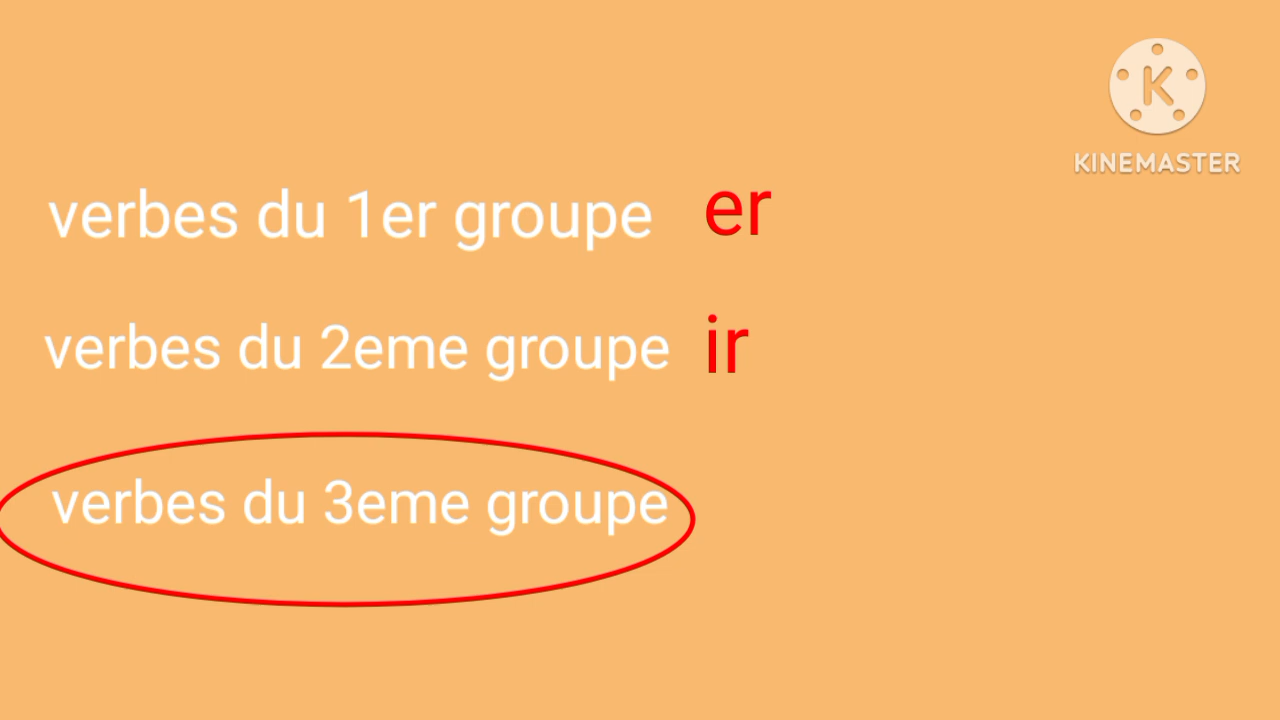 K
KINEMASTER
verbes du 1er groupe er
verbes du 2eme groupe ir
verbes du 3eme groupe